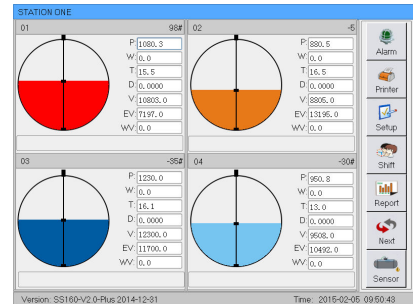 STATION ONE
01 98#
P: 1080.3
W: 0.0
T: 15.5
D: 0.0000
V: 10803.0
EV: 7197.0
WV: 0.0
02 -5
P: 880.5
W: 0.0
T: 16.5
D: 0.0000
V: 8805.0
EV: 13195.0
WV: 0.0
03 -35#
P: 1230.0
W: 0.0
T: 16.1
D: 0.0000
V: 12300.0
EV: 11700.0
WV: 0.0
04 -30#
P: 950.8
W: 0.0
T: 13.0
D: 0.0000
V: 9508.0
EV: 10492.0
WV: 0.0
Alarm
Printer
Setup
Shift
Report
Next
Sensor
Version: SS160-V2.0-Plus 2014-12-31 Time: 2015-02-05 09:50:43